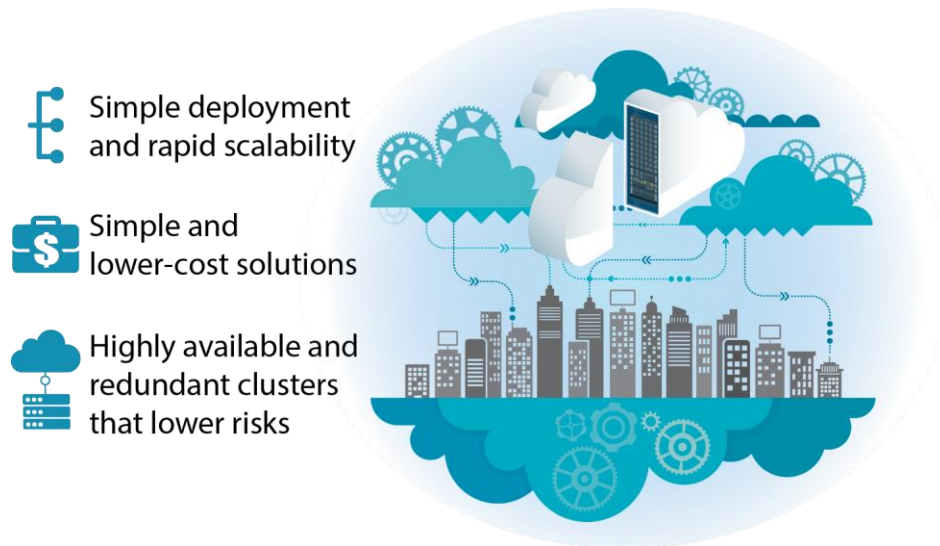 Simple deployment
and rapid scalability
$
Simple and
lower-cost solutions
Highly available and
redundant clusters
that lower risks